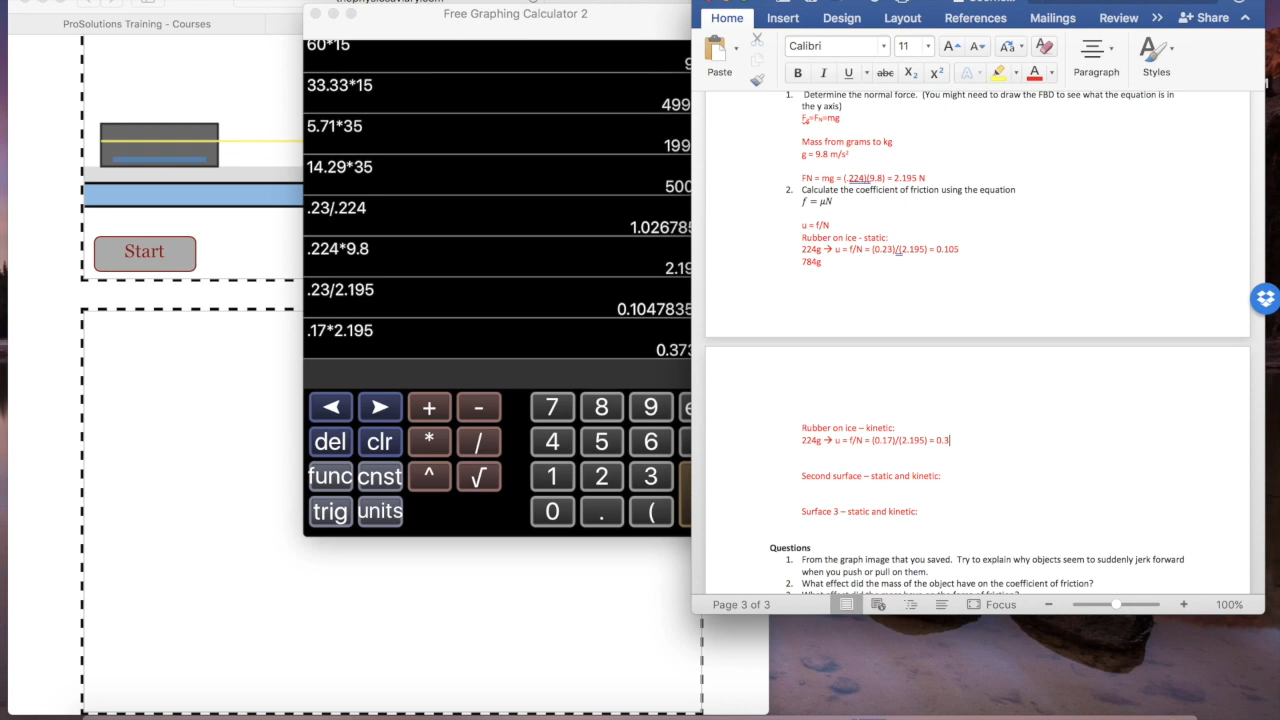 ProSolutions Training - Courses
Start
Free Graphing Calculator 2
60*15
9
33.33*15
499
5.71*35
199
14.29*35
500
.23/.224
1.026785
.224*9.8
2.19
.23/2.195
0.1047835
.17*2.195
0.373
+ - 7 8 9
del clr * / 4 5 6
func cnst ^ √ 1 2 3
trig units 0 . (
Home Insert Design Layout References Mailings Review Share
Paste
Calibri 11
B I U abc X2 X2 A A
Paragraph
Styles
1. Determine the normal force. (You might need to draw the FBD to see what the equation is in
the y axis)
Fg=FN=mg
Mass from grams to kg
g = 9.8 m/s²
FN = mg = (.224)(9.8) = 2.195 N
2. Calculate the coefficient of friction using the equation
f = μN
u = f/N
Rubber on ice - static:
224g → u = f/N = (0.23)/(2.195) = 0.105
784g
Rubber on ice – kinetic:
224g → u = f/N = (0.17)/(2.195) = 0.3
Second surface – static and kinetic:
Surface 3 – static and kinetic:
Questions
1. From the graph image that you saved. Try to explain why objects seem to suddenly jerk forward
when you push or pull on them.
2. What effect did the mass of the object have on the coefficient of friction?
Page 3 of 3
Focus
100%